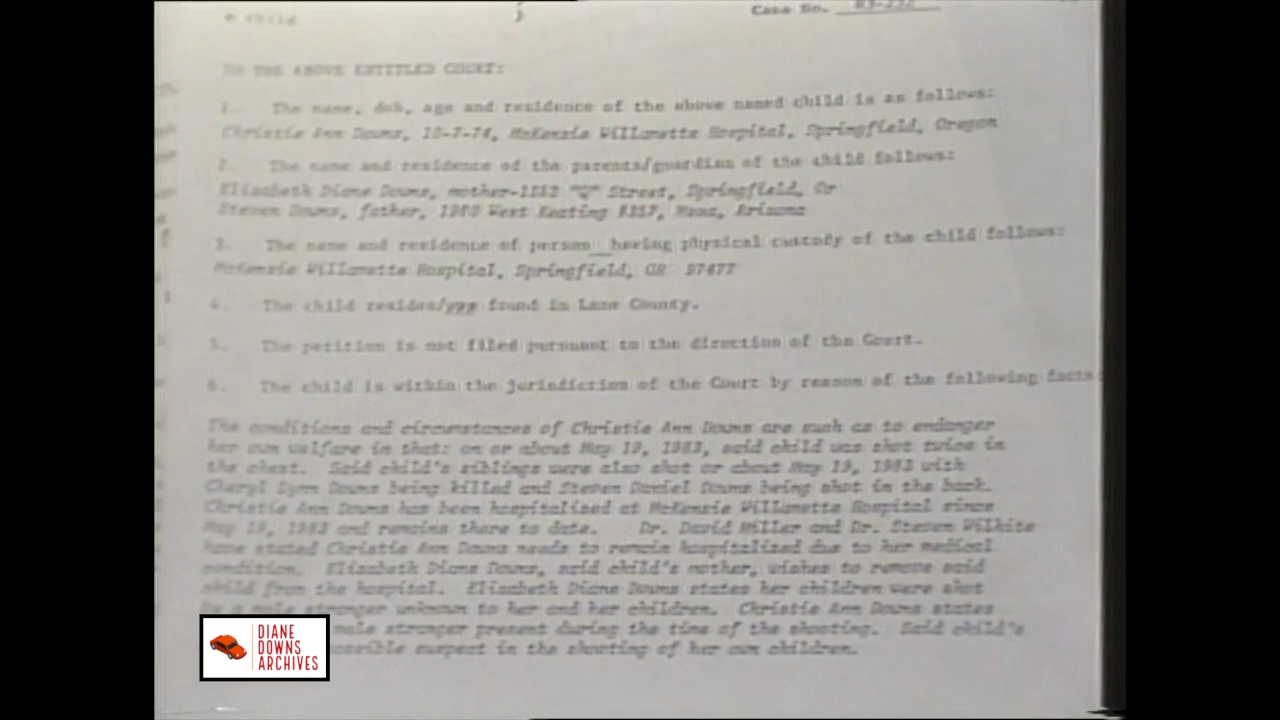 a child
)
Case No. 83-232
TO THE ABOVE ENTITLED COURT:
1. The name, dob, age and residence of the above named child is as follows:
Christie Ann Downs, 10-7-74, McKenzie Willamette Hospital, Springfield, Oregon
2. The name and residence of the parents/guardian of the child follows:
Elizabeth Diane Downs, mother- "Q" Street, Springfield, Or
Steven Downs, father, West Keating #357, Mesa, Arizona
3. The name and residence of person having physical custody of the child follows:
McKenzie Willamette Hospital, Springfield, OR 97477
4. The child resides/ found in Lane County.
5. The petition is not filed pursuant to the direction of the Court.
6. The child is within the jurisdiction of the Court by reason of the following facts:
The conditions and circumstances of Christie Ann Downs are such as to endanger
her own welfare in that: on or about May 19, 1983, said child was shot twice in
the chest. Said child's siblings were also shot or about May 19, 1983 with
Cheryl Lynn Downs being killed and Steven Daniel Downs being shot in the back.
Christie Ann Downs has been hospitalized at McKenzie Willamette Hospital since
May 19, 1983 and remains there to date. Dr. David Miller and Dr. Steven Wilhite
have stated Christie Ann Downs needs to remain hospitalized due to her medical
condition. Elizabeth Diane Downs, said child's mother, wishes to remove said
child from the hospital. Elizabeth Diane Downs states her children were shot
by a male stranger unknown to her and her children. Christie Ann Downs states
male stranger present during the time of the shooting. Said child's
possible suspect in the shooting of her own children.
DIANE
DOWNS
ARCHIVES